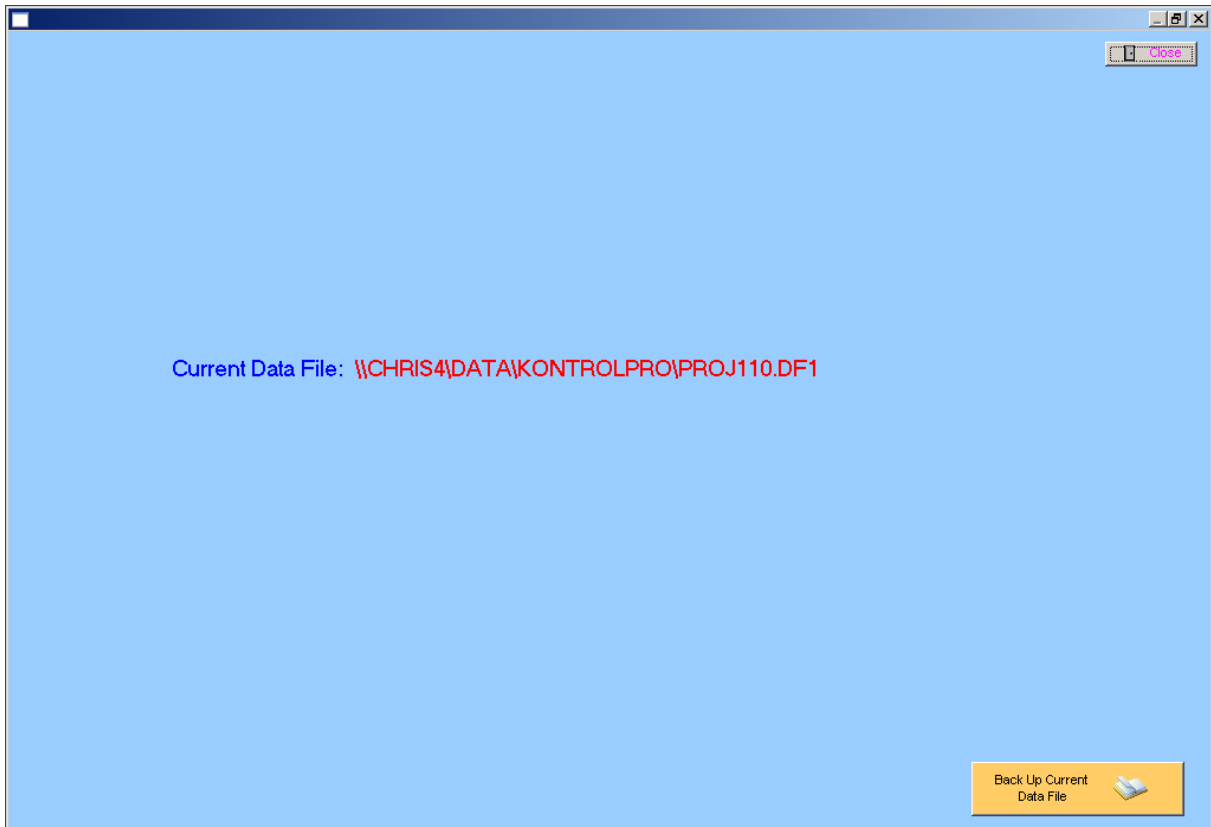 Close
Current Data File: \\CHRIS4\DATA\KONTROLPRO\PROJ110.DF1
Back Up Current
Data File